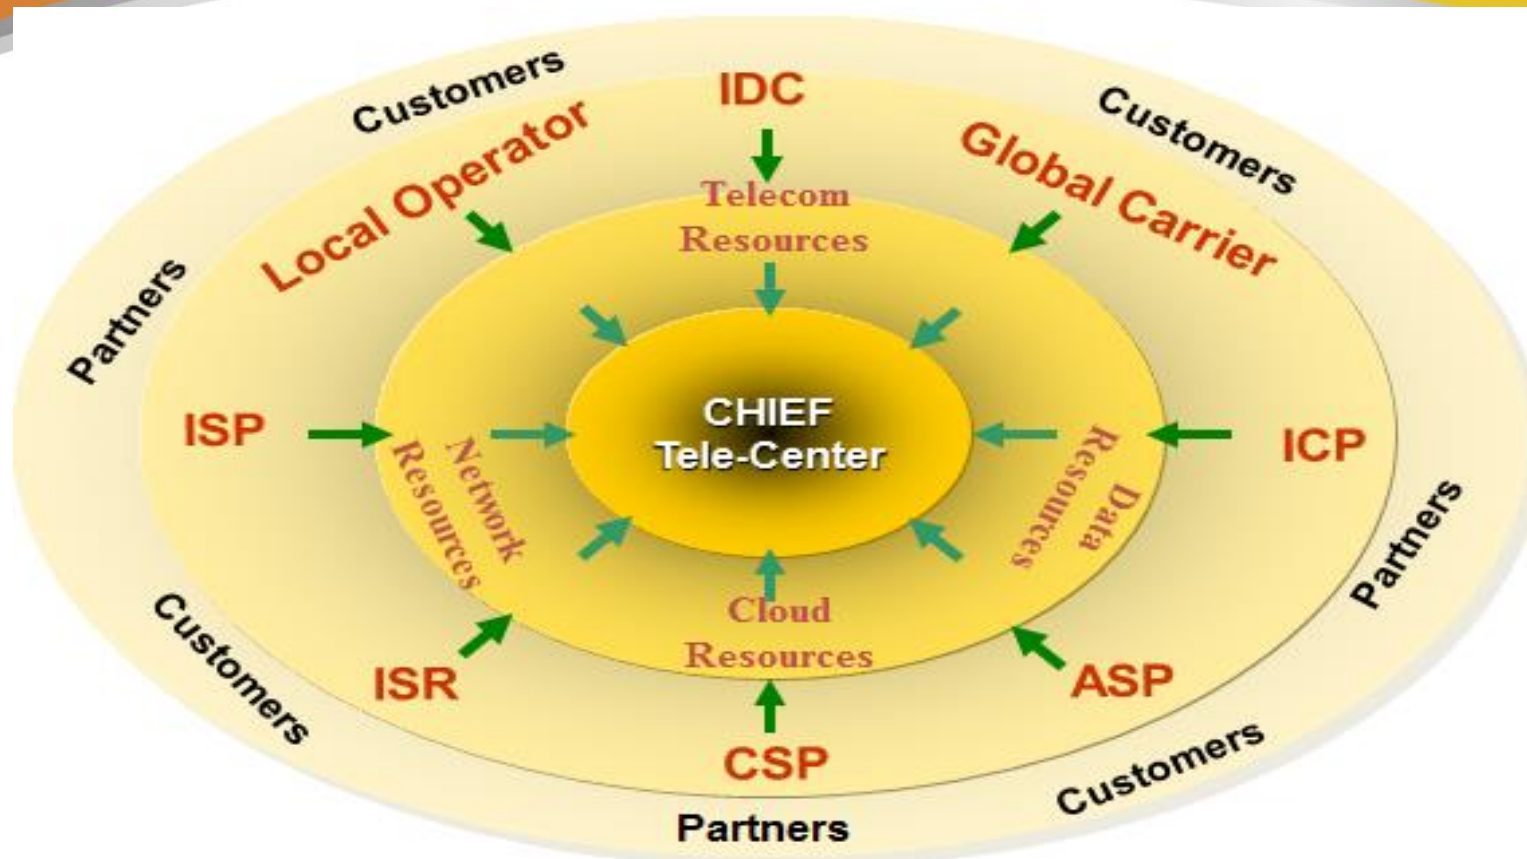 Customers
IDC
Customers
Local Operator
Global Carrier
Telecom
Resources
Partners
CHIEF
Tele-Center
ISP
ICP
Network
Resources
Data
Resources
Partners
Cloud
Resources
Customers
ISR
ASP
CSP
Customers
Partners